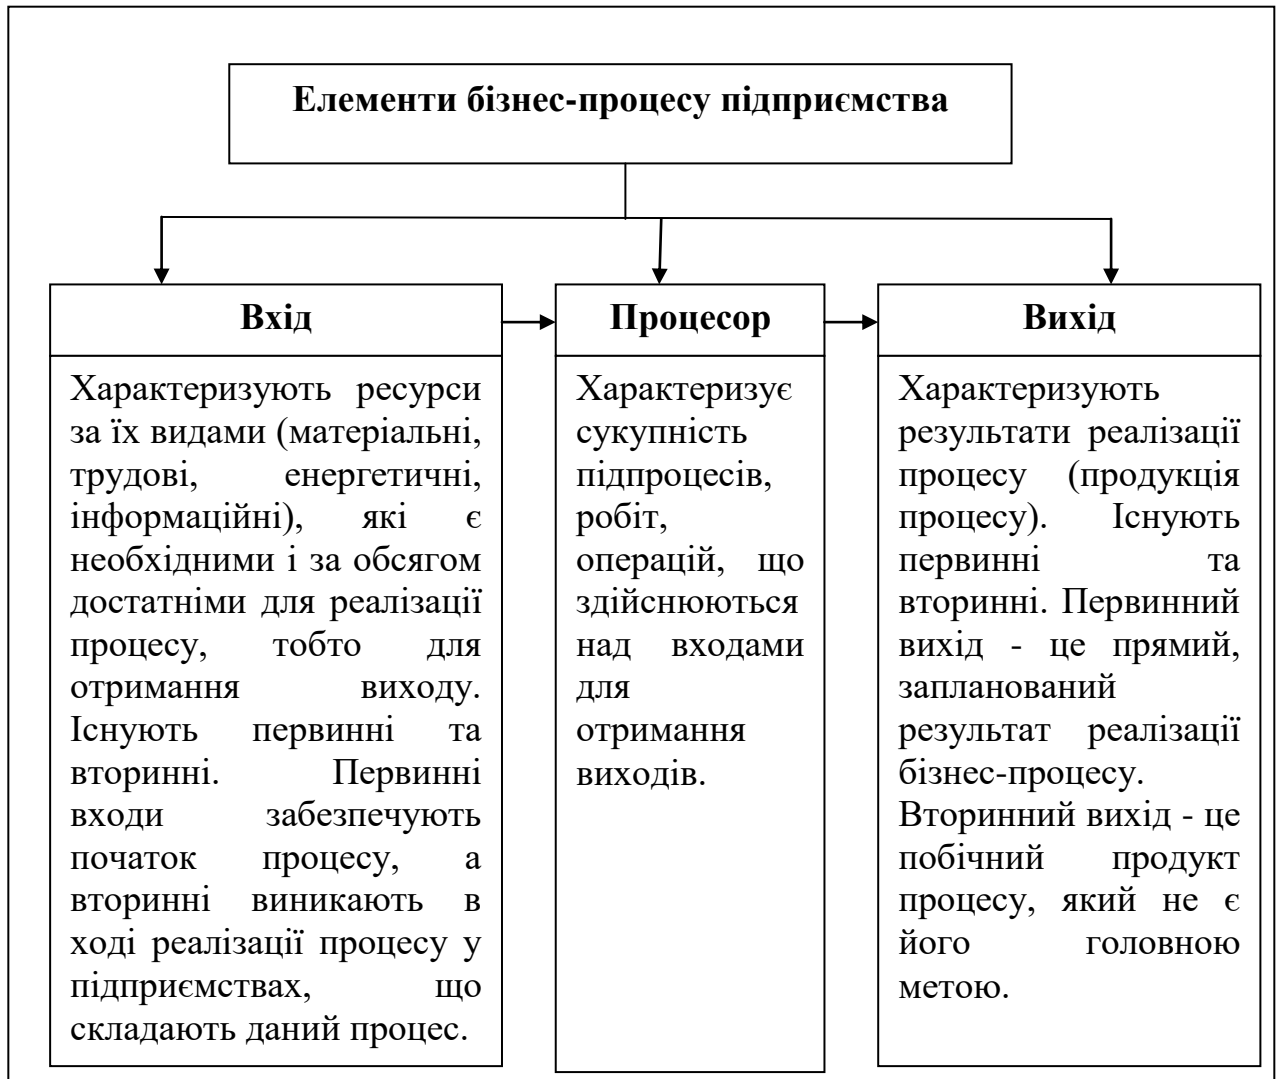 Елементи бізнес-процесу підприємства
Вхід
Характеризують ресурси
за їх видами (матеріальні,
трудові, енергетичні,
інформаційні), які є
необхідними і за обсягом
достатніми для реалізації
процесу, тобто для
отримання виходу.
Існують первинні та
вторинні. Первинні
входи забезпечують
початок процесу, а
вторинні виникають в
ході реалізації процесу у
підприємствах, що
складають даний процес.
Процесор
Характеризує
сукупність
підпроцесів,
робіт,
операцій, що
здійснюються
над входами
для
отримання
виходів.
Вихід
Характеризують
результати реалізації
процесу (продукція
процесу). Існують
первинні та
вторинні. Первинний
вихід - це прямий,
запланований
результат реалізації
бізнес-процесу.
Вторинний вихід - це
побічний продукт
процесу, який не є
його головною
метою.